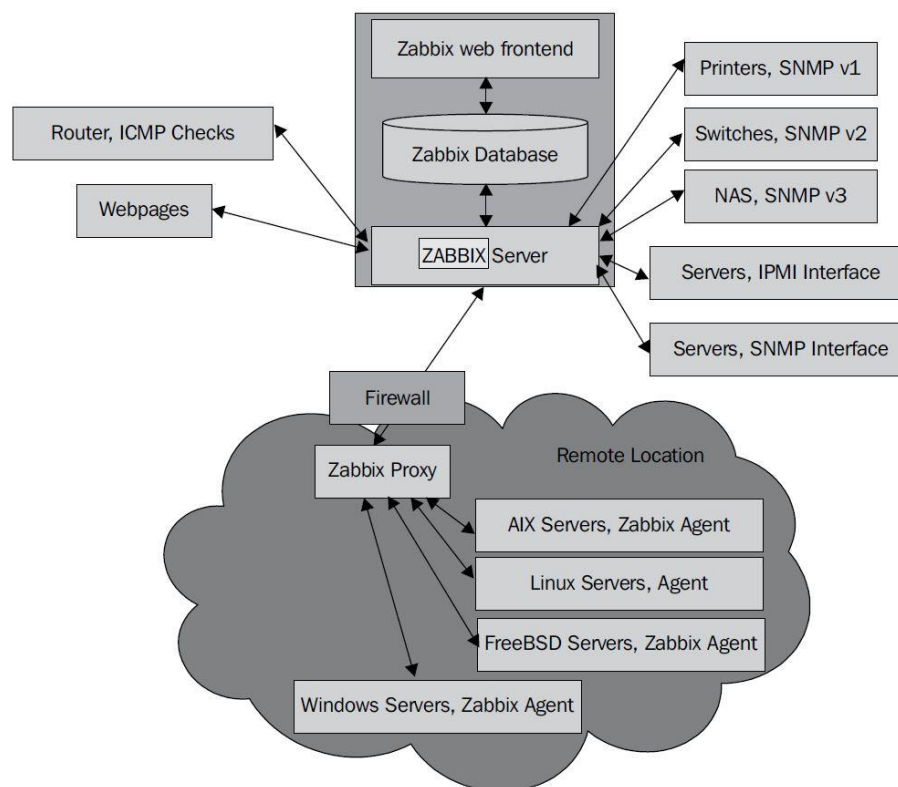 Zabbix web frontend
Printers, SNMP v1
Router, ICMP Checks
Switches, SNMP v2
Zabbix Database
Webpages
NAS, SNMP v3
ZABBIX Server
Servers, IPMI Interface
Servers, SNMP Interface
Firewall
Zabbix Proxy
Remote Location
AIX Servers, Zabbix Agent
Linux Servers, Agent
FreeBSD Servers, Zabbix Agent
Windows Servers, Zabbix Agent